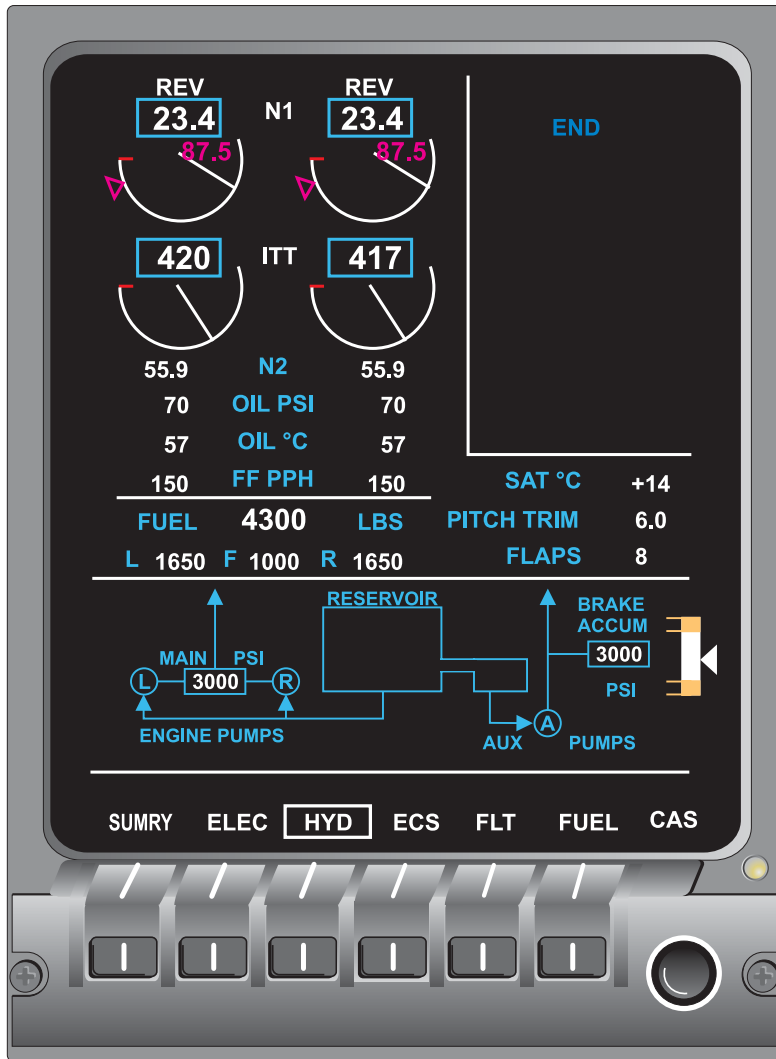 REV REV
23.4 N1 23.4
87.5 87.5
END
420 ITT 417
55.9 N2 55.9
70 OIL PSI 70
57 OIL °C 57
150 FF PPH 150
FUEL 4300 LBS
L 1650 F 1000 R 1650
SAT °C +14
PITCH TRIM 6.0
FLAPS 8
MAIN PSI
L 3000 R
ENGINE PUMPS
RESERVOIR
BRAKE
ACCUM
3000
PSI
A
AUX PUMPS
SUMRY ELEC HYD ECS FLT FUEL CAS